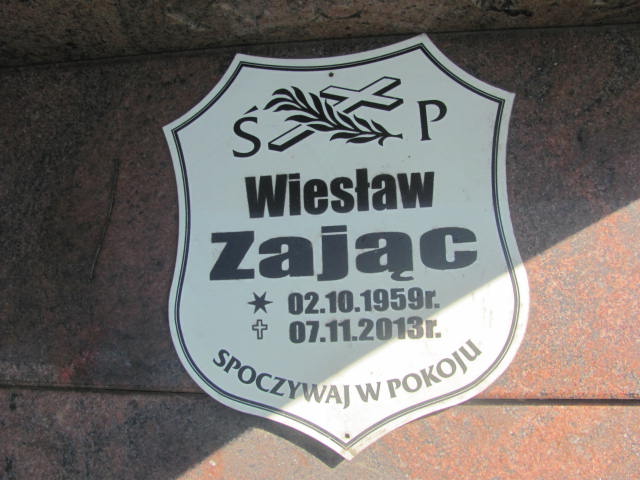 Ś P
Wiesław
Zając
02.10.1959r.
07.11.2013r.
SPOCZYWAJ W POKOJU